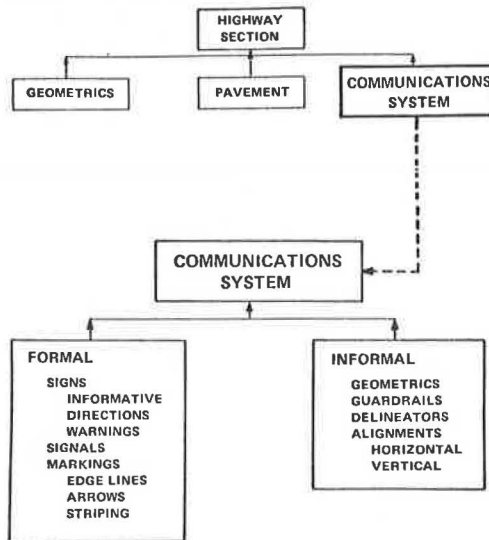 HIGHWAY
SECTION
GEOMETRICS
PAVEMENT
COMMUNICATIONS
SYSTEM
COMMUNICATIONS
SYSTEM
FORMAL
SIGNS
INFORMATIVE
DIRECTIONS
WARNINGS
SIGNALS
MARKINGS
EDGE LINES
ARROWS
STRIPING
INFORMAL
GEOMETRICS
GUARDRAILS
DELINEATORS
ALIGNMENTS
HORIZONTAL
VERTICAL